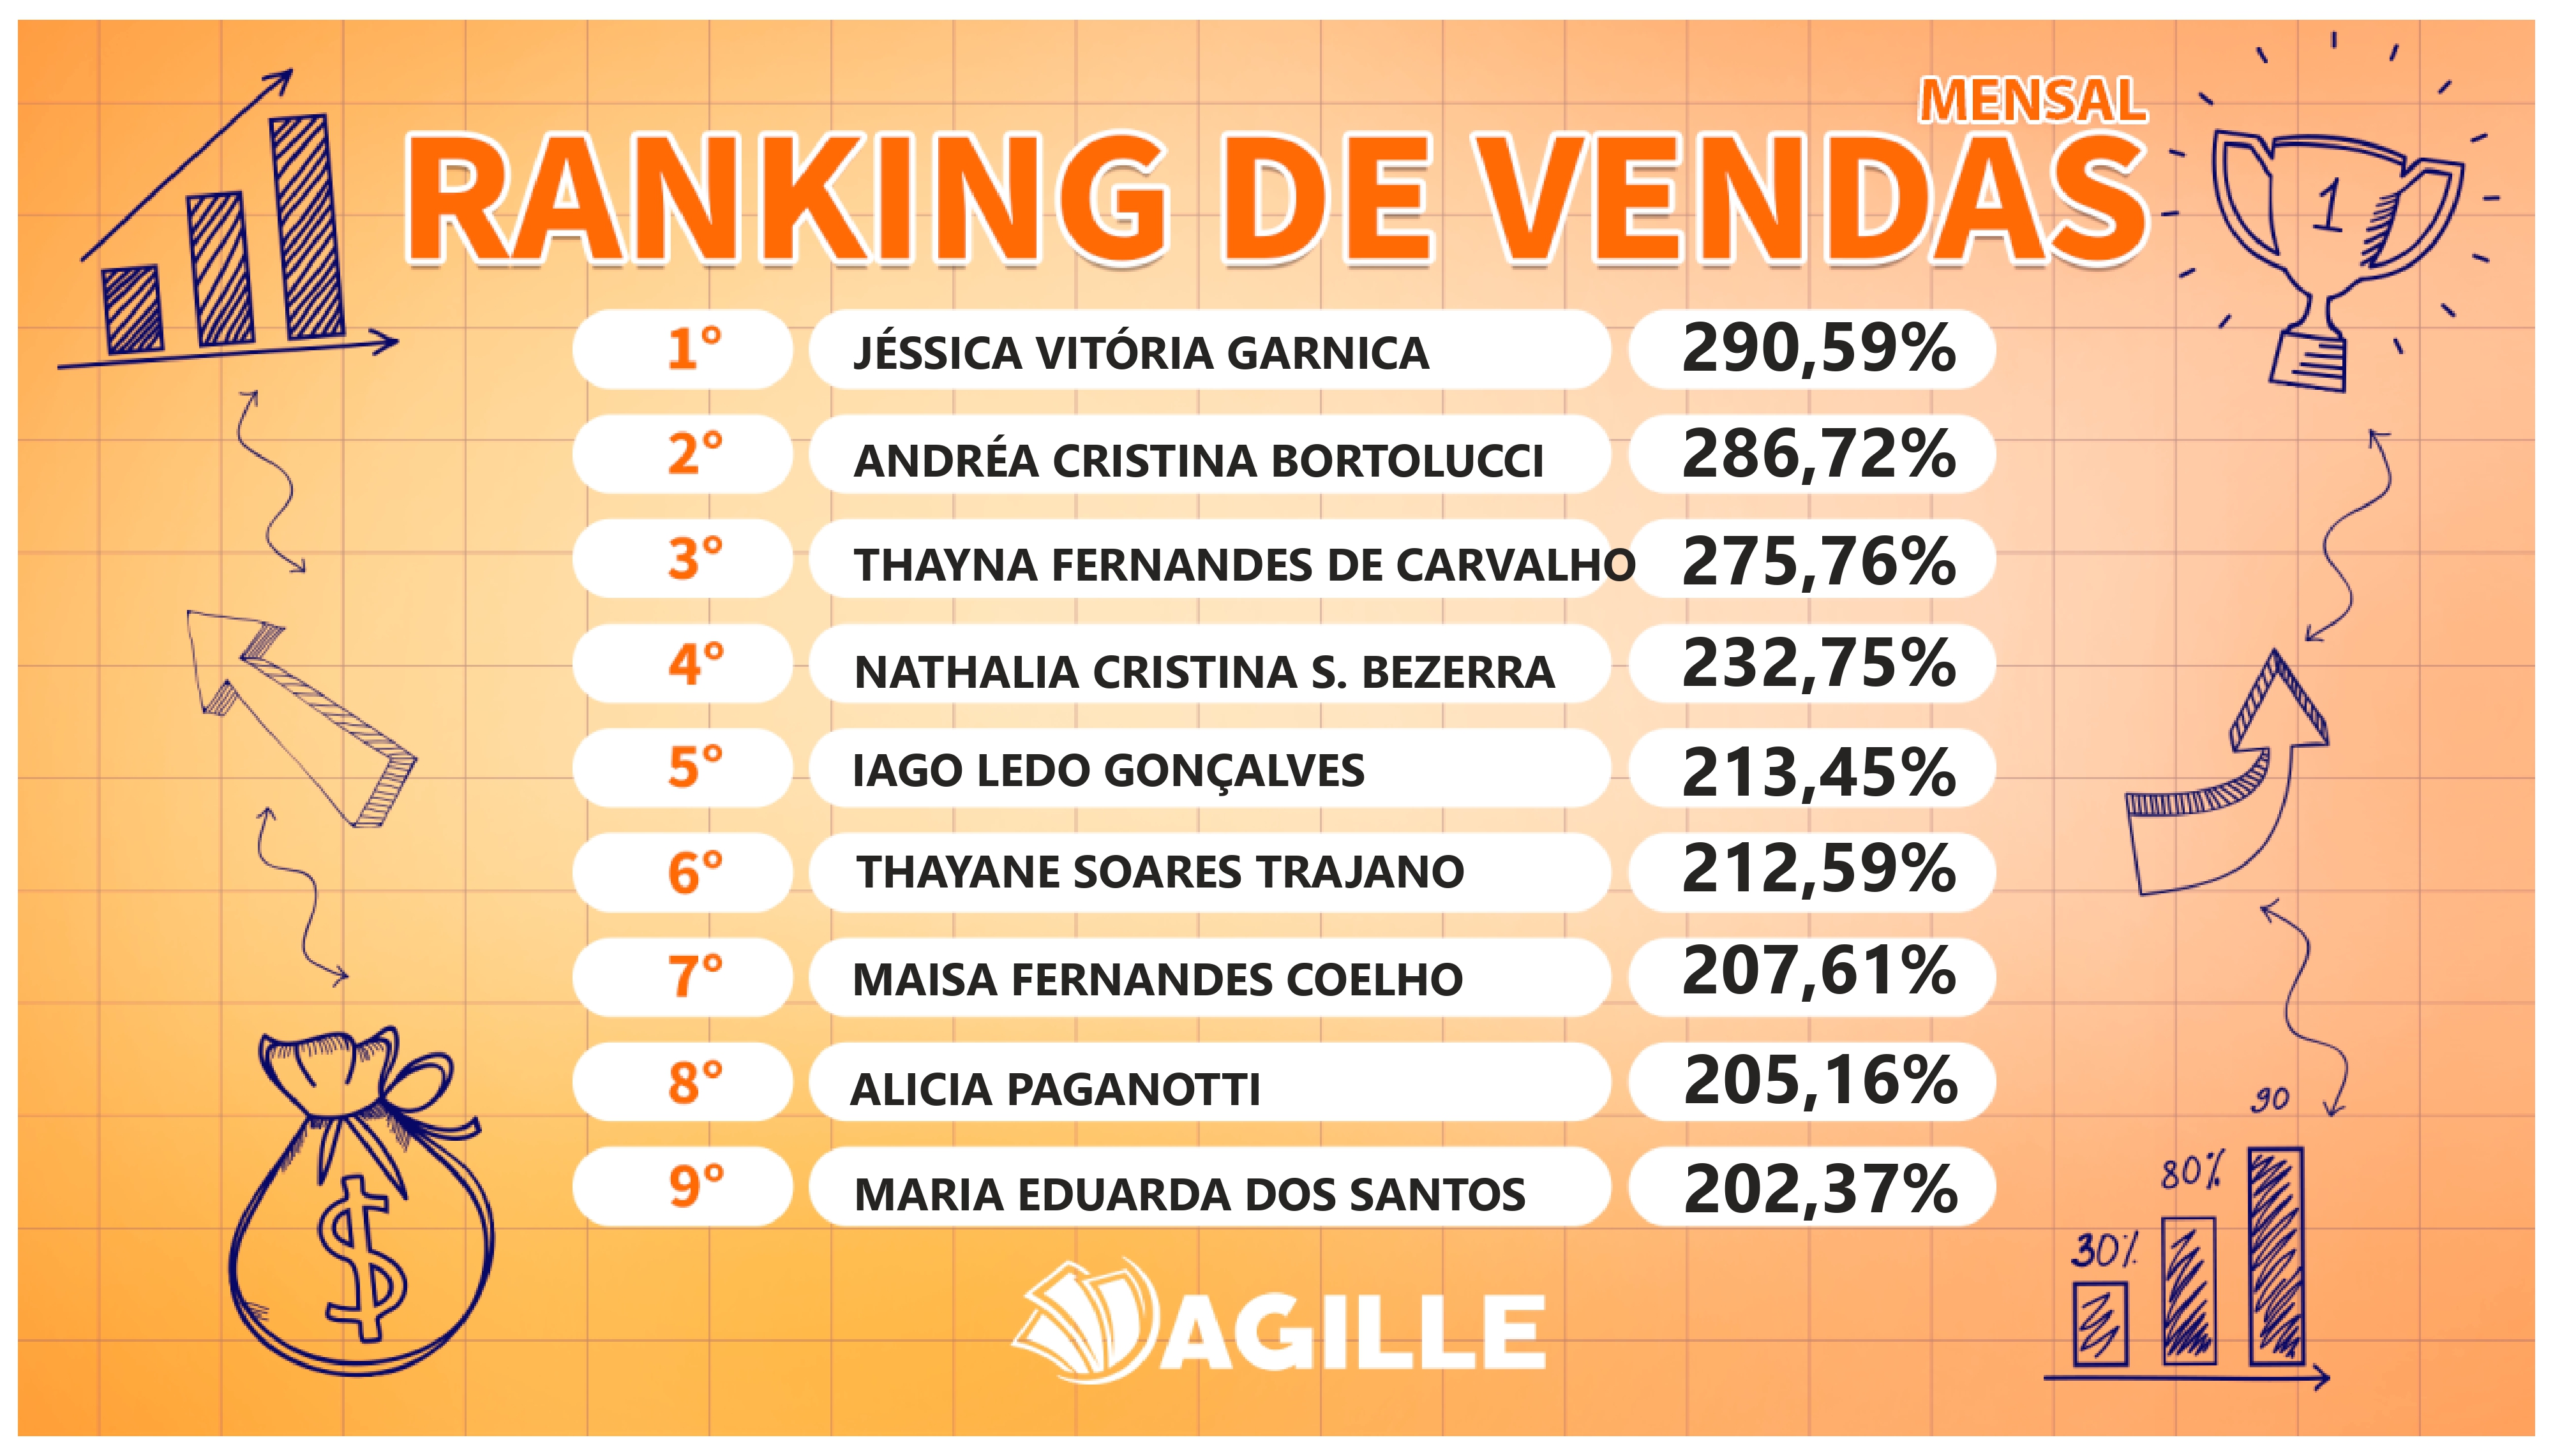 MENSAL
RANKING DE VENDAS
1
1° JÉSSICA VITÓRIA GARNICA 290,59%
2° ANDRÉA CRISTINA BORTOLUCCI 286,72%
3° THAYNA FERNANDES DE CARVALHO 275,76%
4° NATHALIA CRISTINA S. BEZERRA 232,75%
5° IAGO LEDO GONÇALVES 213,45%
6° THAYANE SOARES TRAJANO 212,59%
7° MAISA FERNANDES COELHO 207,61%
8° ALICIA PAGANOTTI 205,16%
9° MARIA EDUARDA DOS SANTOS 202,37%
90
80%
30%
$
AGILLE